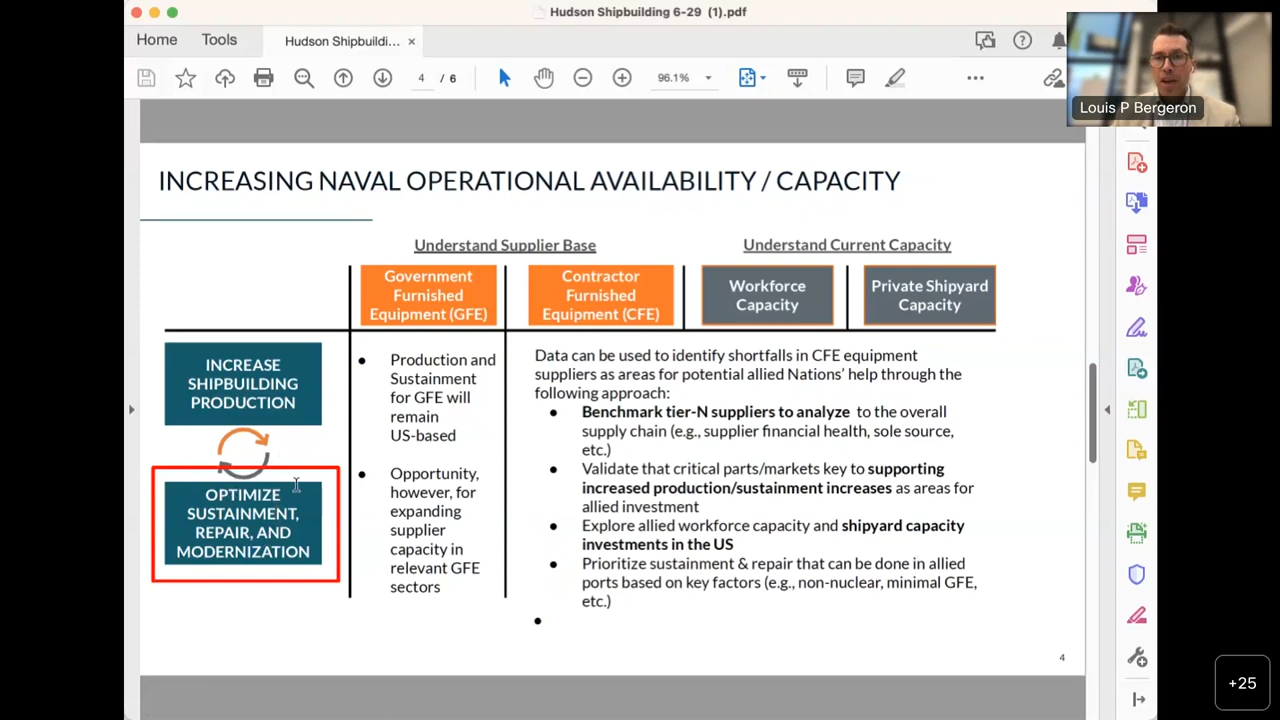 Hudson Shipbuilding 6-29 (1).pdf
Home
Tools
Hudson Shipbuildi...
4 / 6
96.1%
Louis P Bergeron
INCREASING NAVAL OPERATIONAL AVAILABILITY / CAPACITY
Understand Supplier Base
Understand Current Capacity
Government
Furnished
Equipment (GFE)
Contractor
Furnished
Equipment (CFE)
Workforce
Capacity
Private Shipyard
Capacity
INCREASE
SHIPBUILDING
PRODUCTION
OPTIMIZE
SUSTAINMENT,
REPAIR, AND
MODERNIZATION
● Production and
Sustainment
for GFE will
remain
US-based
● Opportunity,
however, for
expanding
supplier
capacity in
relevant GFE
sectors
Data can be used to identify shortfalls in CFE equipment
suppliers as areas for potential allied Nations' help through the
following approach:
● Benchmark tier-N suppliers to analyze to the overall
supply chain (e.g., supplier financial health, sole source,
etc.)
● Validate that critical parts/markets key to supporting
increased production/sustainment increases as areas for
allied investment
● Explore allied workforce capacity and shipyard capacity
investments in the US
● Prioritize sustainment & repair that can be done in allied
ports based on key factors (e.g., non-nuclear, minimal GFE,
etc.)
●
4
+25